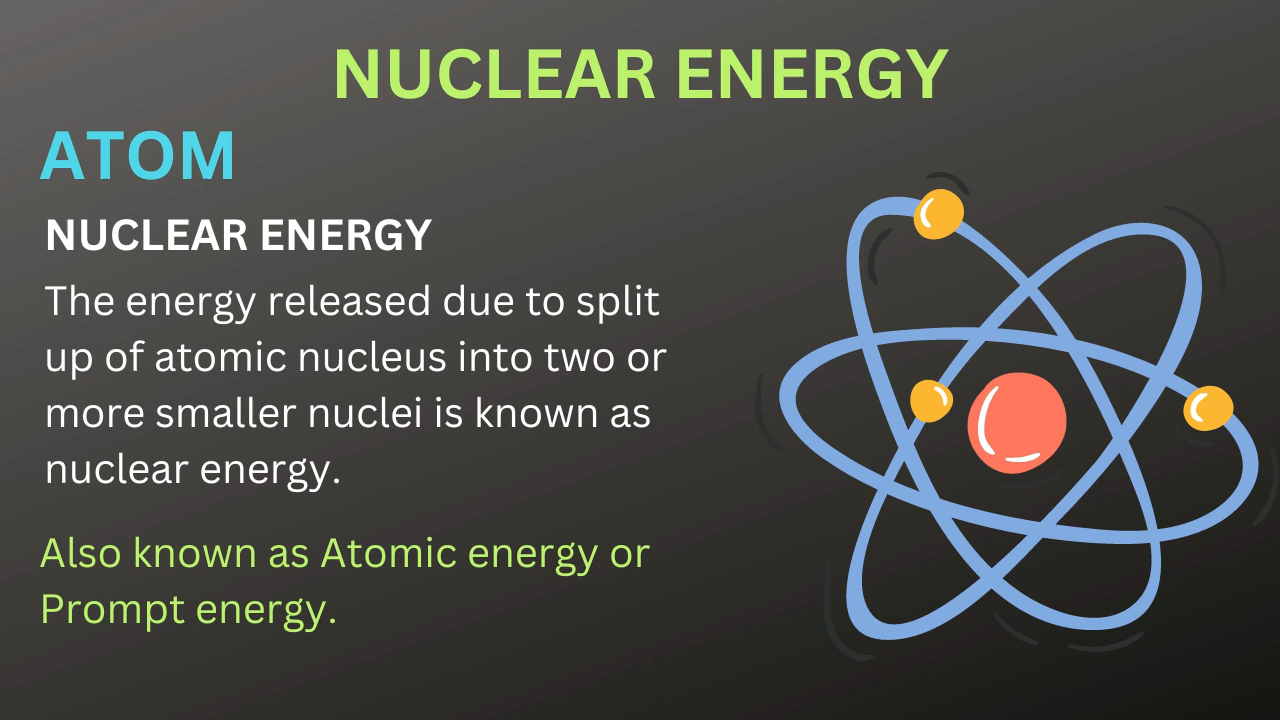 NUCLEAR ENERGY
ATOM
NUCLEAR ENERGY
The energy released due to split
up of atomic nucleus into two or
more smaller nuclei is known as
nuclear energy.
Also known as Atomic energy or
Prompt energy.